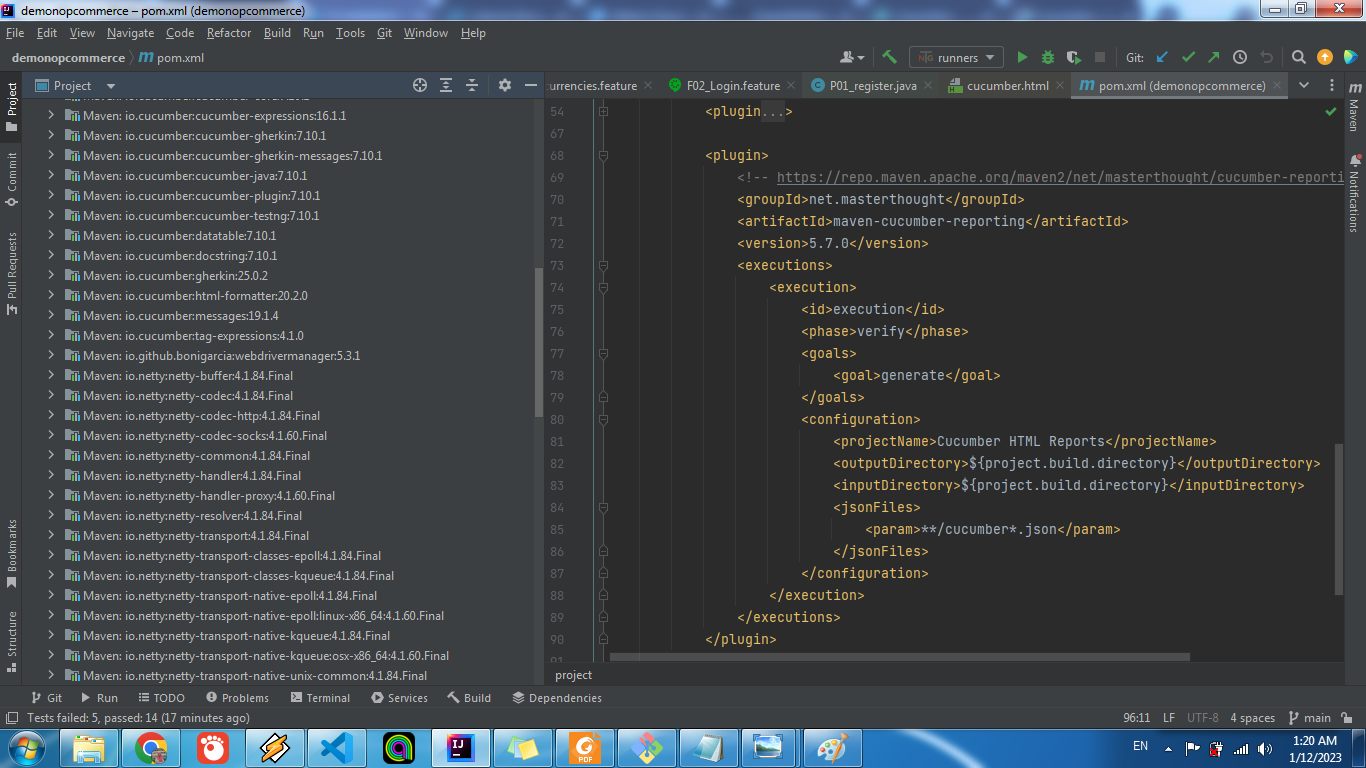 demonopcommerce – pom.xml (demonopcommerce)
File Edit View Navigate Code Refactor Build Run Tools Git Window Help
demonopcommerce pom.xml
runners
Git:
Project
urrencies.feature
F02_Login.feature
P01_register.java
cucumber.html
pom.xml (demonopcommerce)
Project
Commit
Pull Requests
Bookmarks
Structure
Maven: io.cucumber:cucumber-expressions:16.1.1
Maven: io.cucumber:cucumber-gherkin:7.10.1
Maven: io.cucumber:cucumber-gherkin-messages:7.10.1
Maven: io.cucumber:cucumber-java:7.10.1
Maven: io.cucumber:cucumber-plugin:7.10.1
Maven: io.cucumber:cucumber-testng:7.10.1
Maven: io.cucumber:datatable:7.10.1
Maven: io.cucumber:docstring:7.10.1
Maven: io.cucumber:gherkin:25.0.2
Maven: io.cucumber:html-formatter:20.2.0
Maven: io.cucumber:messages:19.1.4
Maven: io.cucumber:tag-expressions:4.1.0
Maven: io.github.bonigarcia:webdrivermanager:5.3.1
Maven: io.netty:netty-buffer:4.1.84.Final
Maven: io.netty:netty-codec:4.1.84.Final
Maven: io.netty:netty-codec-http:4.1.84.Final
Maven: io.netty:netty-codec-socks:4.1.60.Final
Maven: io.netty:netty-common:4.1.84.Final
Maven: io.netty:netty-handler:4.1.84.Final
Maven: io.netty:netty-handler-proxy:4.1.60.Final
Maven: io.netty:netty-resolver:4.1.84.Final
Maven: io.netty:netty-transport:4.1.84.Final
Maven: io.netty:netty-transport-classes-epoll:4.1.84.Final
Maven: io.netty:netty-transport-classes-kqueue:4.1.84.Final
Maven: io.netty:netty-transport-native-epoll:4.1.84.Final
Maven: io.netty:netty-transport-native-epoll:linux-x86_64:4.1.60.Final
Maven: io.netty:netty-transport-native-kqueue:4.1.84.Final
Maven: io.netty:netty-transport-native-kqueue:osx-x86_64:4.1.60.Final
Maven: io.netty:netty-transport-native-unix-common:4.1.84.Final
54 <plugin...>
67
68 <plugin>
69 <!-- https://repo.maven.apache.org/maven2/net/masterthought/cucumber-reporti
70 <groupId>net.masterthought</groupId>
71 <artifactId>maven-cucumber-reporting</artifactId>
72 <version>5.7.0</version>
73 <executions>
74 <execution>
75 <id>execution</id>
76 <phase>verify</phase>
77 <goals>
78 <goal>generate</goal>
79 </goals>
80 <configuration>
81 <projectName>Cucumber HTML Reports</projectName>
82 <outputDirectory>${project.build.directory}</outputDirectory>
83 <inputDirectory>${project.build.directory}</inputDirectory>
84 <jsonFiles>
85 <param>**/cucumber*.json</param>
86 </jsonFiles>
87 </configuration>
88 </execution>
89 </executions>
90 </plugin>
project
Maven
Notifications
Git Run TODO Problems Terminal Services Build Dependencies
Tests failed: 5, passed: 14 (17 minutes ago)
96:11 LF UTF-8 4 spaces main
EN
1:20 AM
1/12/2023